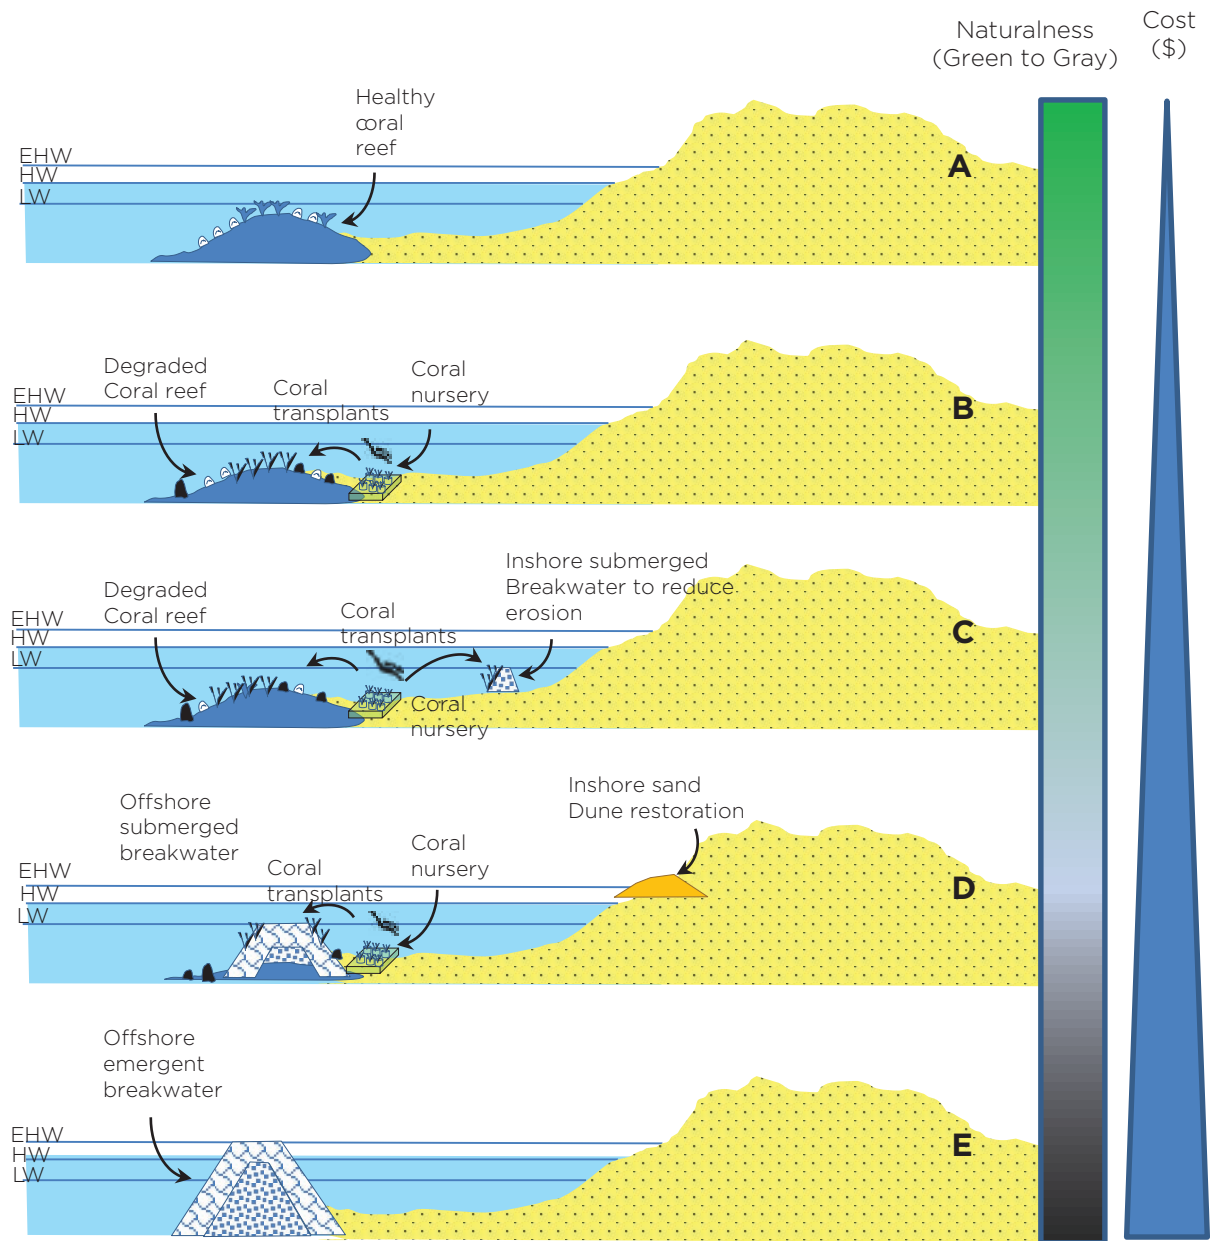 Naturalness
(Green to Gray)
Cost
($)
Healthy
coral
reef
EHW
HW
LW
A
Degraded
Coral reef
Coral
transplants
Coral
nursery
EHW
HW
LW
B
Degraded
Coral reef
Coral
transplants
Inshore submerged
Breakwater to reduce
erosion
EHW
HW
LW
Coral
nursery
C
Offshore
submerged
breakwater
Coral
transplants
Coral
nursery
Inshore sand
Dune restoration
EHW
HW
LW
D
Offshore
emergent
breakwater
EHW
HW
LW
E